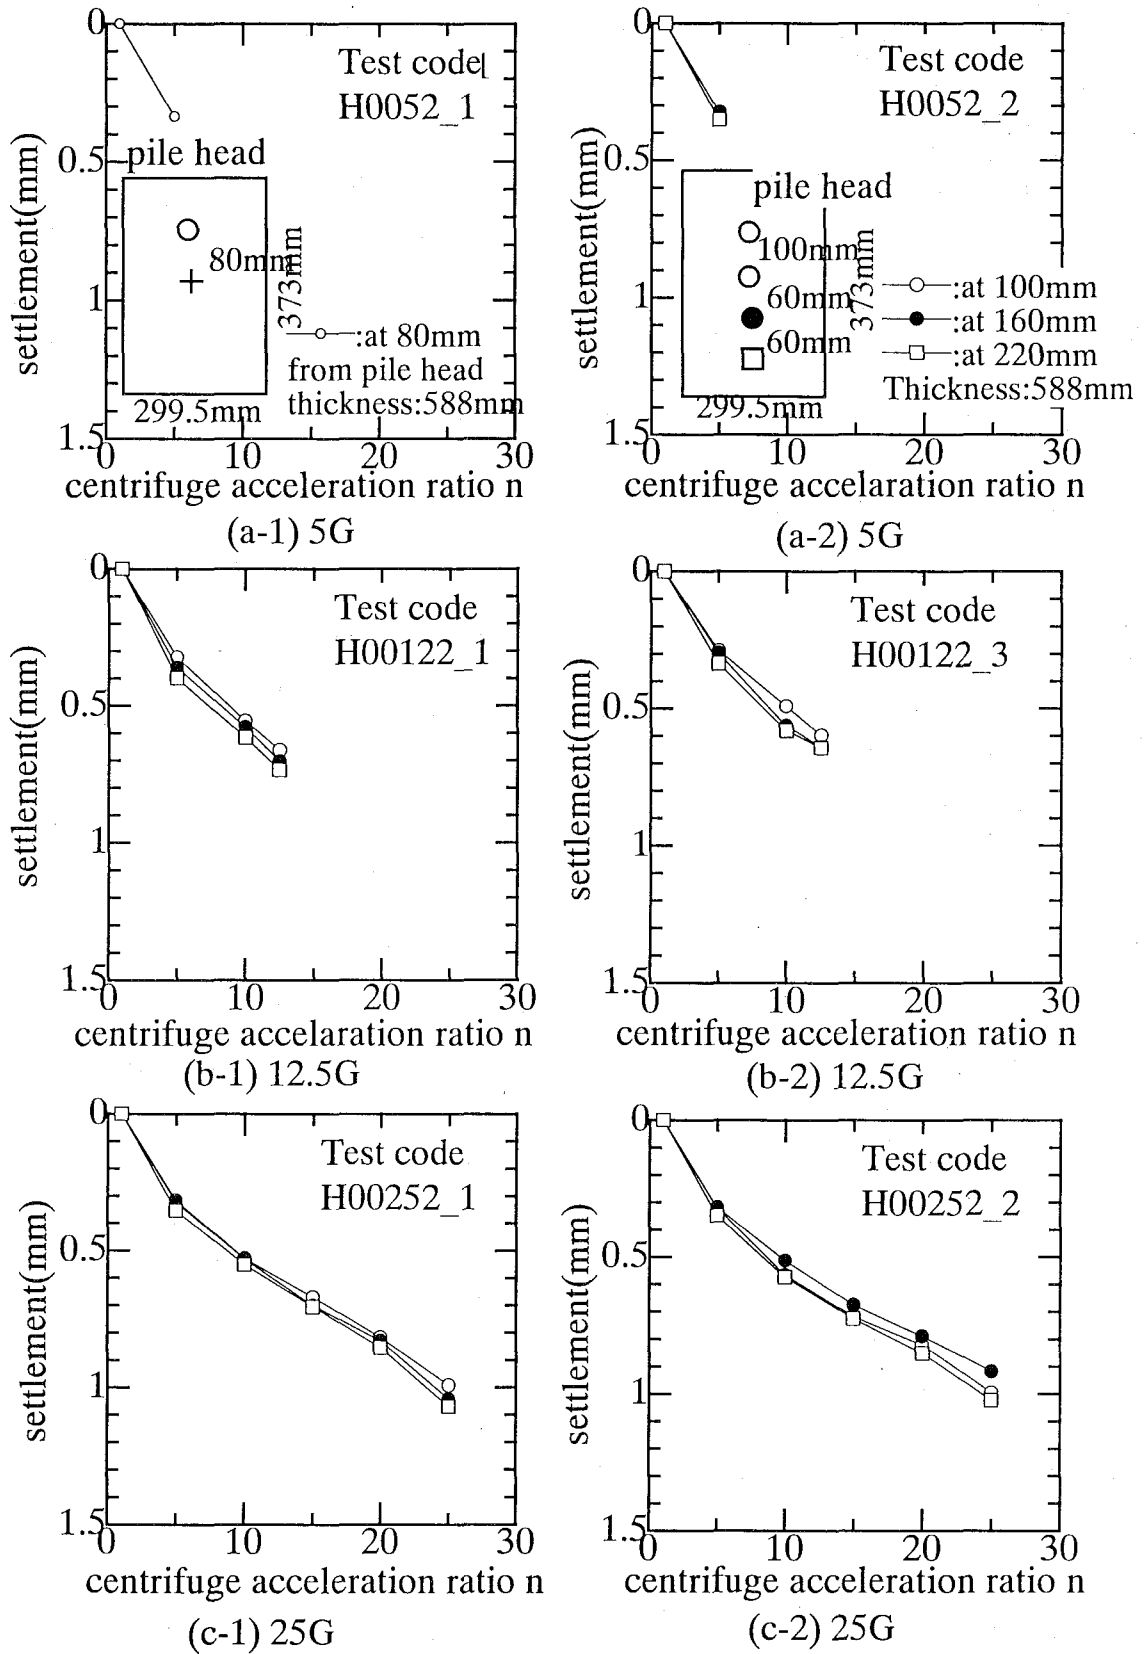 0
Test code
H0052_1
0.5
pile head
80mm
373mm
1
:at 80mm
from pile head
thickness:588mm
299.5mm
1.5
0 10 20 30
settlement(mm)
centrifuge acceleration ratio n
(a-1) 5G
0
Test code
H0052_2
0.5
pile head
100mm
60mm
60mm
373mm
1
:at 100mm
:at 160mm
:at 220mm
Thickness:588mm
299.5mm
1.5
0 10 20 30
settlement(mm)
centrifuge accelaration ratio n
(a-2) 5G
0
Test code
H00122_1
0.5
1
1.5
0 10 20 30
settlement(mm)
centrifuge accelaration ratio n
(b-1) 12.5G
0
Test code
H00122_3
0.5
1
1.5
0 10 20 30
settlement(mm)
centrifuge acceleration ratio n
(b-2) 12.5G
0
Test code
H00252_1
0.5
1
1.5
0 10 20 30
settlement(mm)
centrifuge acceleration ratio n
(c-1) 25G
0
Test code
H00252_2
0.5
1
1.5
0 10 20 30
settlement(mm)
centrifuge acceleration ratio n
(c-2) 25G